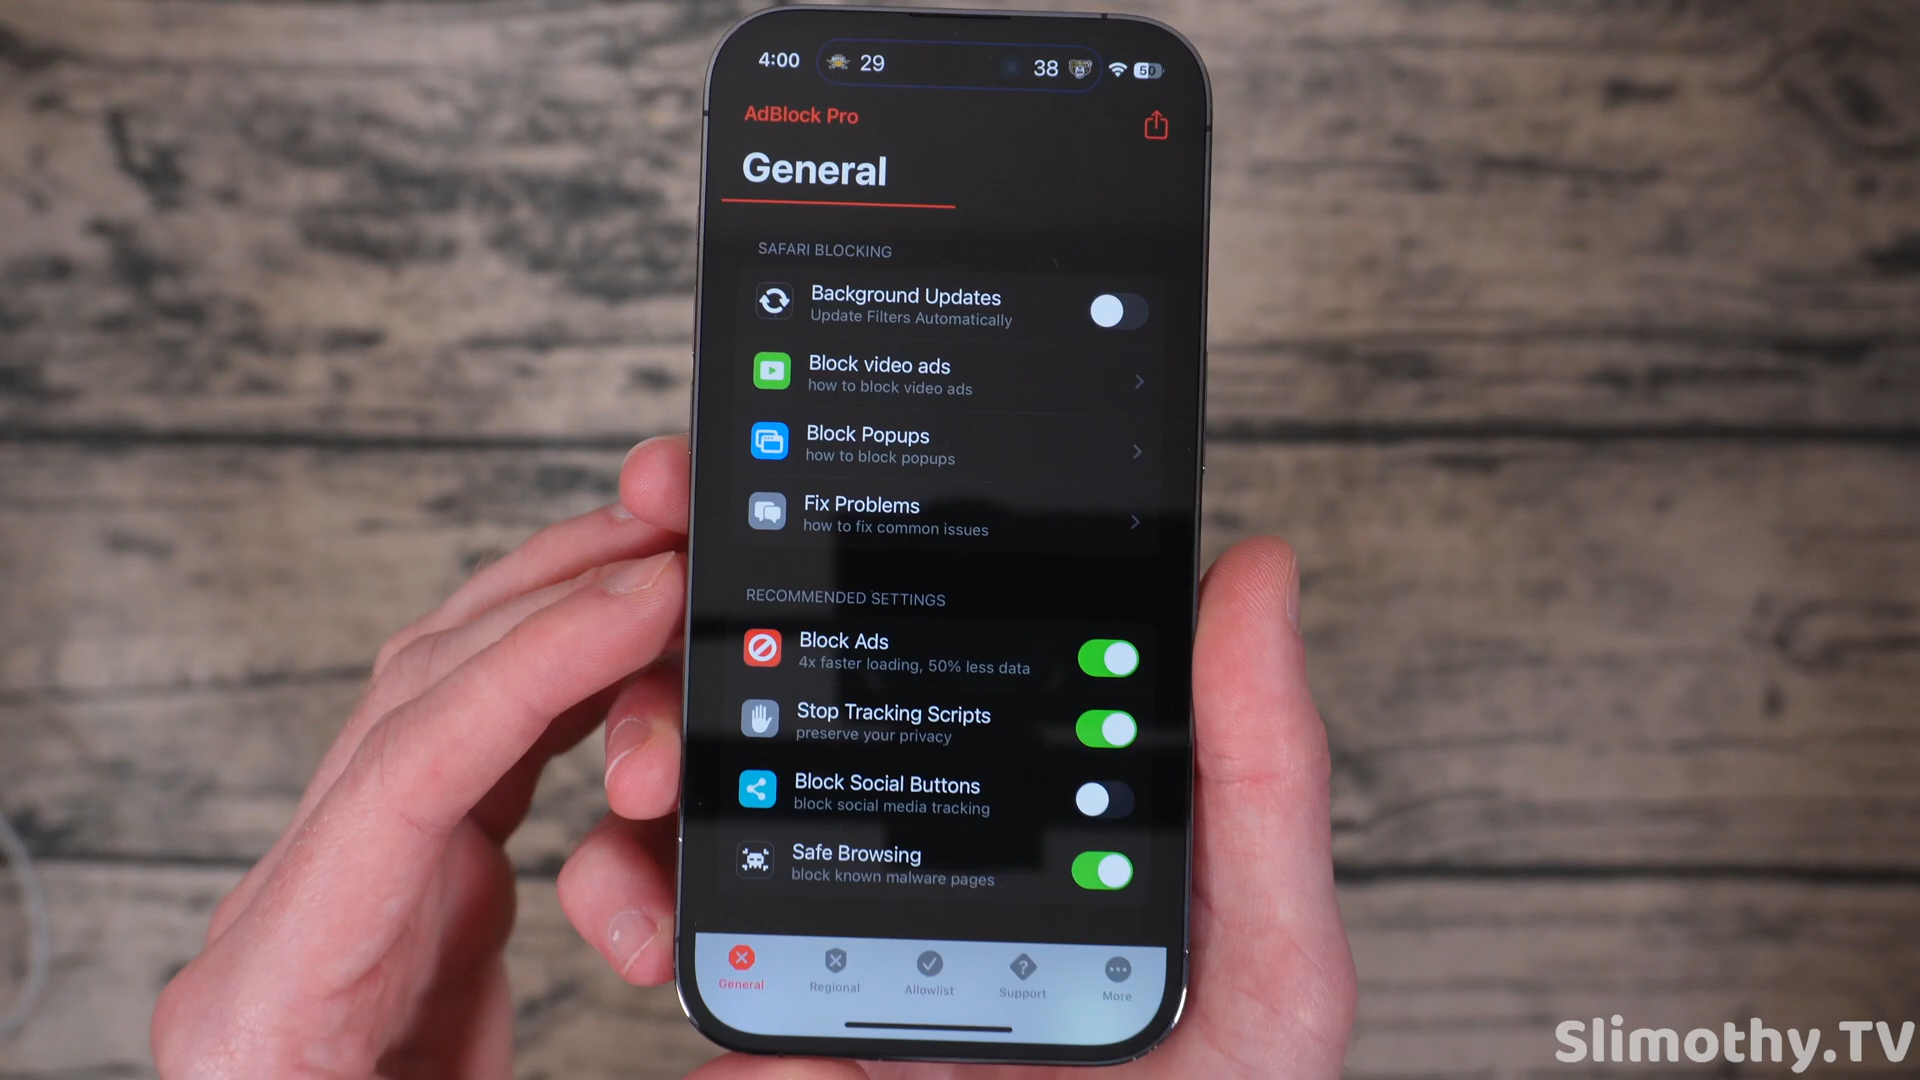 4:00 29 38 50
AdBlock Pro
General
SAFARI BLOCKING
Background Updates
Update Filters Automatically
Block video ads
how to block video ads
Block Popups
how to block popups
Fix Problems
how to fix common issues
RECOMMENDED SETTINGS
Block Ads
4x faster loading, 50% less data
Stop Tracking Scripts
preserve your privacy
Block Social Buttons
block social media tracking
Safe Browsing
block known malware pages
General Regional Allowlist Support More
Slimothy.TV